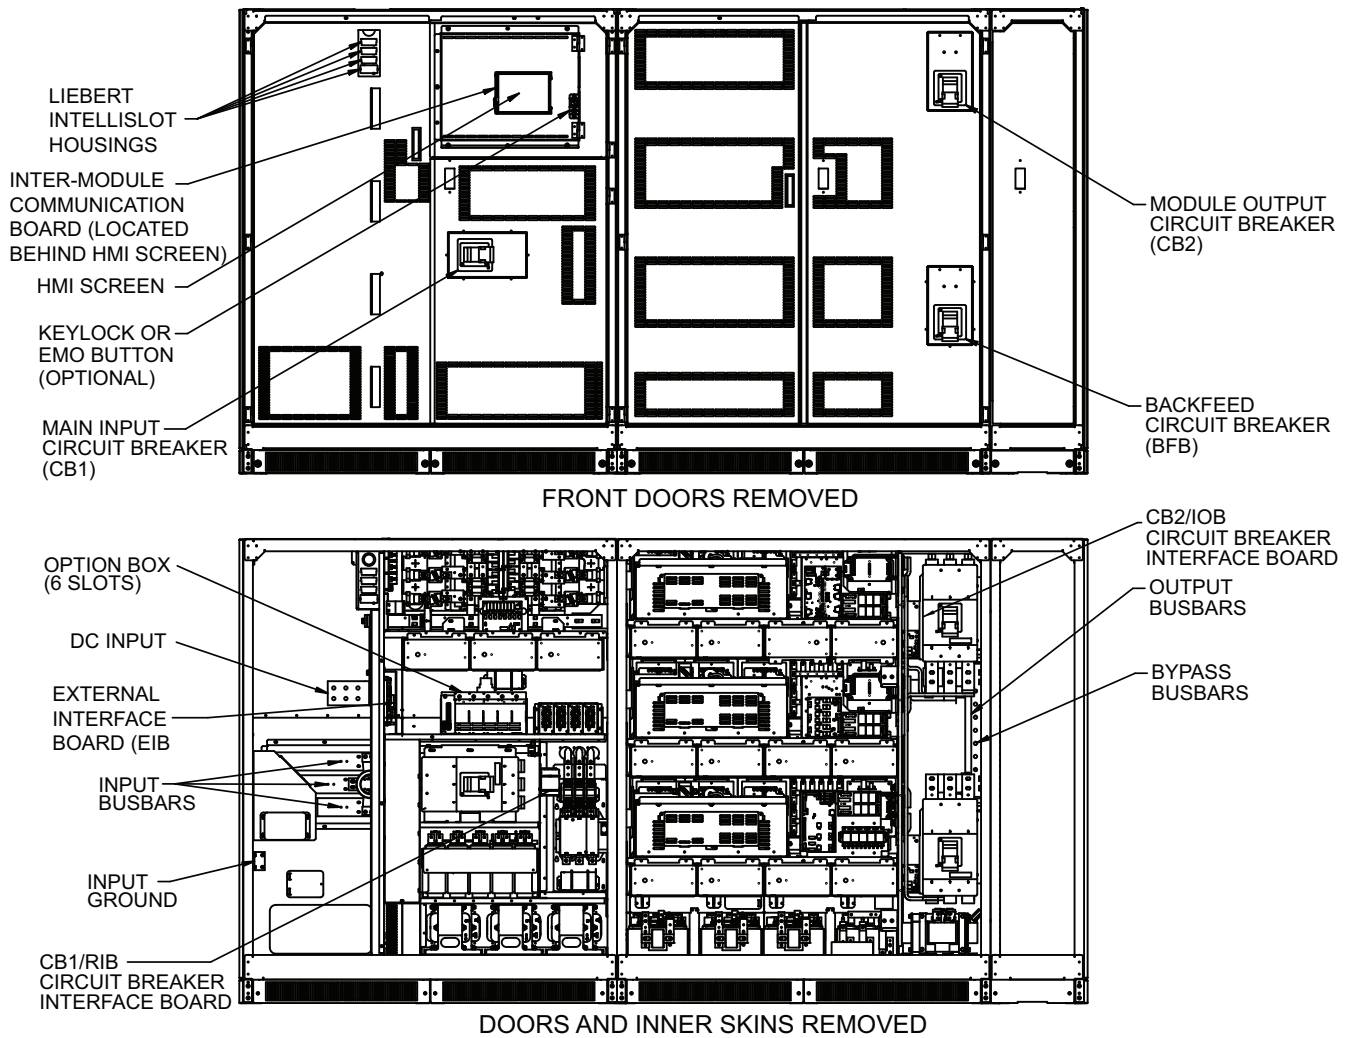 LIEBERT
INTELLISLOT
HOUSINGS
INTER-MODULE
COMMUNICATION
BOARD (LOCATED
BEHIND HMI SCREEN)
HMI SCREEN
KEYLOCK OR
EMO BUTTON
(OPTIONAL)
MAIN INPUT
CIRCUIT BREAKER
(CB1)
MODULE OUTPUT
CIRCUIT BREAKER
(CB2)
BACKFEED
CIRCUIT BREAKER
(BFB)
FRONT DOORS REMOVED
OPTION BOX
(6 SLOTS)
DC INPUT
EXTERNAL
INTERFACE
BOARD (EIB
INPUT
BUSBARS
INPUT
GROUND
CB1/RIB
CIRCUIT BREAKER
INTERFACE BOARD
CB2/IOB
CIRCUIT BREAKER
INTERFACE BOARD
OUTPUT
BUSBARS
BYPASS
BUSBARS
DOORS AND INNER SKINS REMOVED